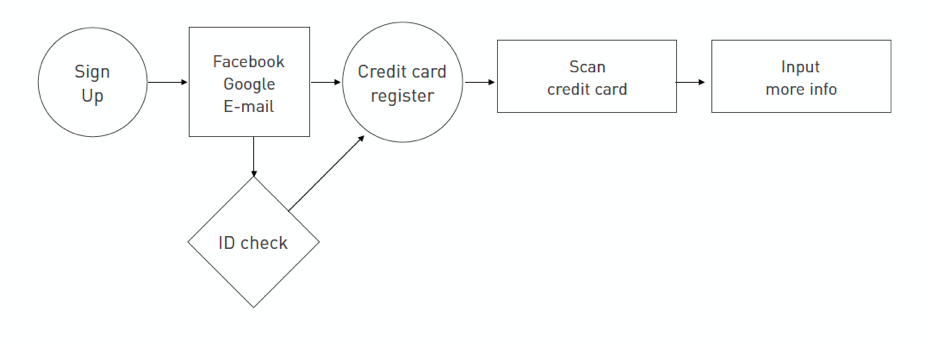 Sign
Up
Facebook
Google
E-mail
Credit card
register
Scan
credit card
Input
more info
ID check